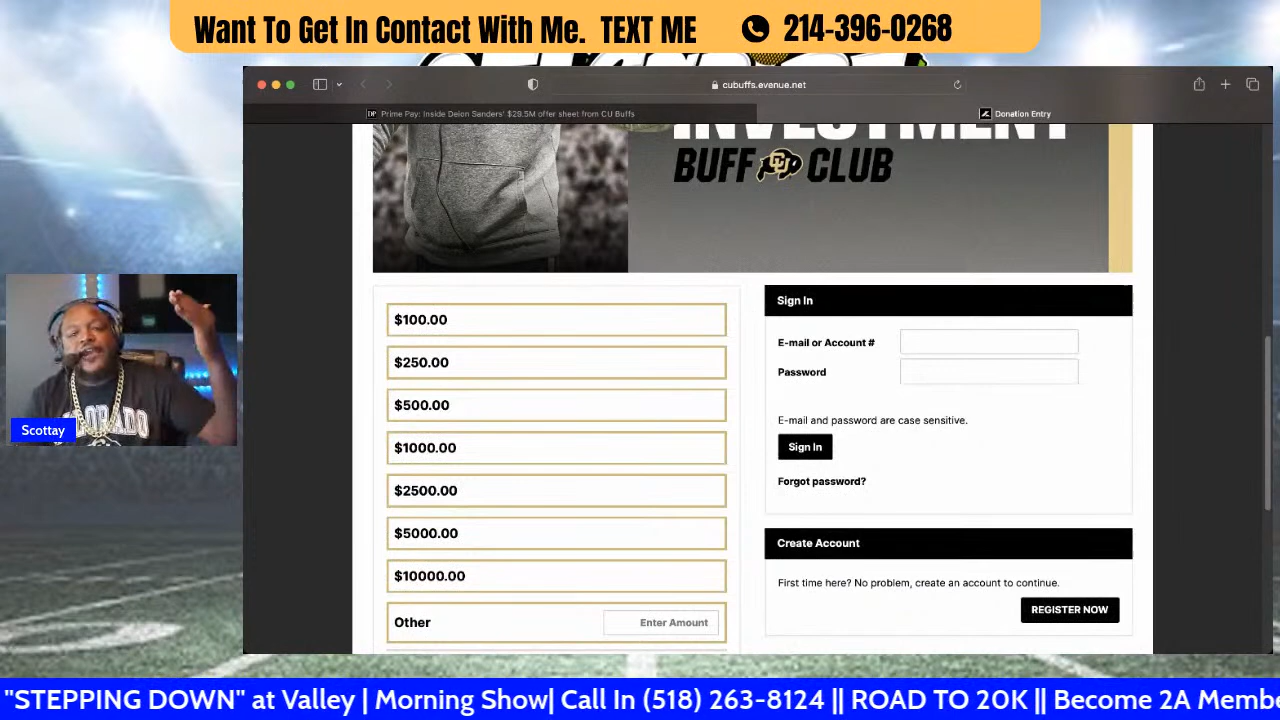 Want To Get In Contact With Me. TEXT ME 214-396-0268
cubuffs.evenue.net
Prime Pay: Inside Deion Sanders' $29.5M offer sheet from CU Buffs
Donation Entry
INVESTMENT
BUFF CU CLUB
$100.00
$250.00
$500.00
$1000.00
$2500.00
$5000.00
$10000.00
Other Enter Amount
Sign In
E-mail or Account #
Password
E-mail and password are case sensitive.
Sign In
Forgot password?
Create Account
First time here? No problem, create an account to continue.
REGISTER NOW
Scottay
"STEPPING DOWN" at Valley | Morning Show| Call In (518) 263-8124 || ROAD TO 20K || Become 2A Membe